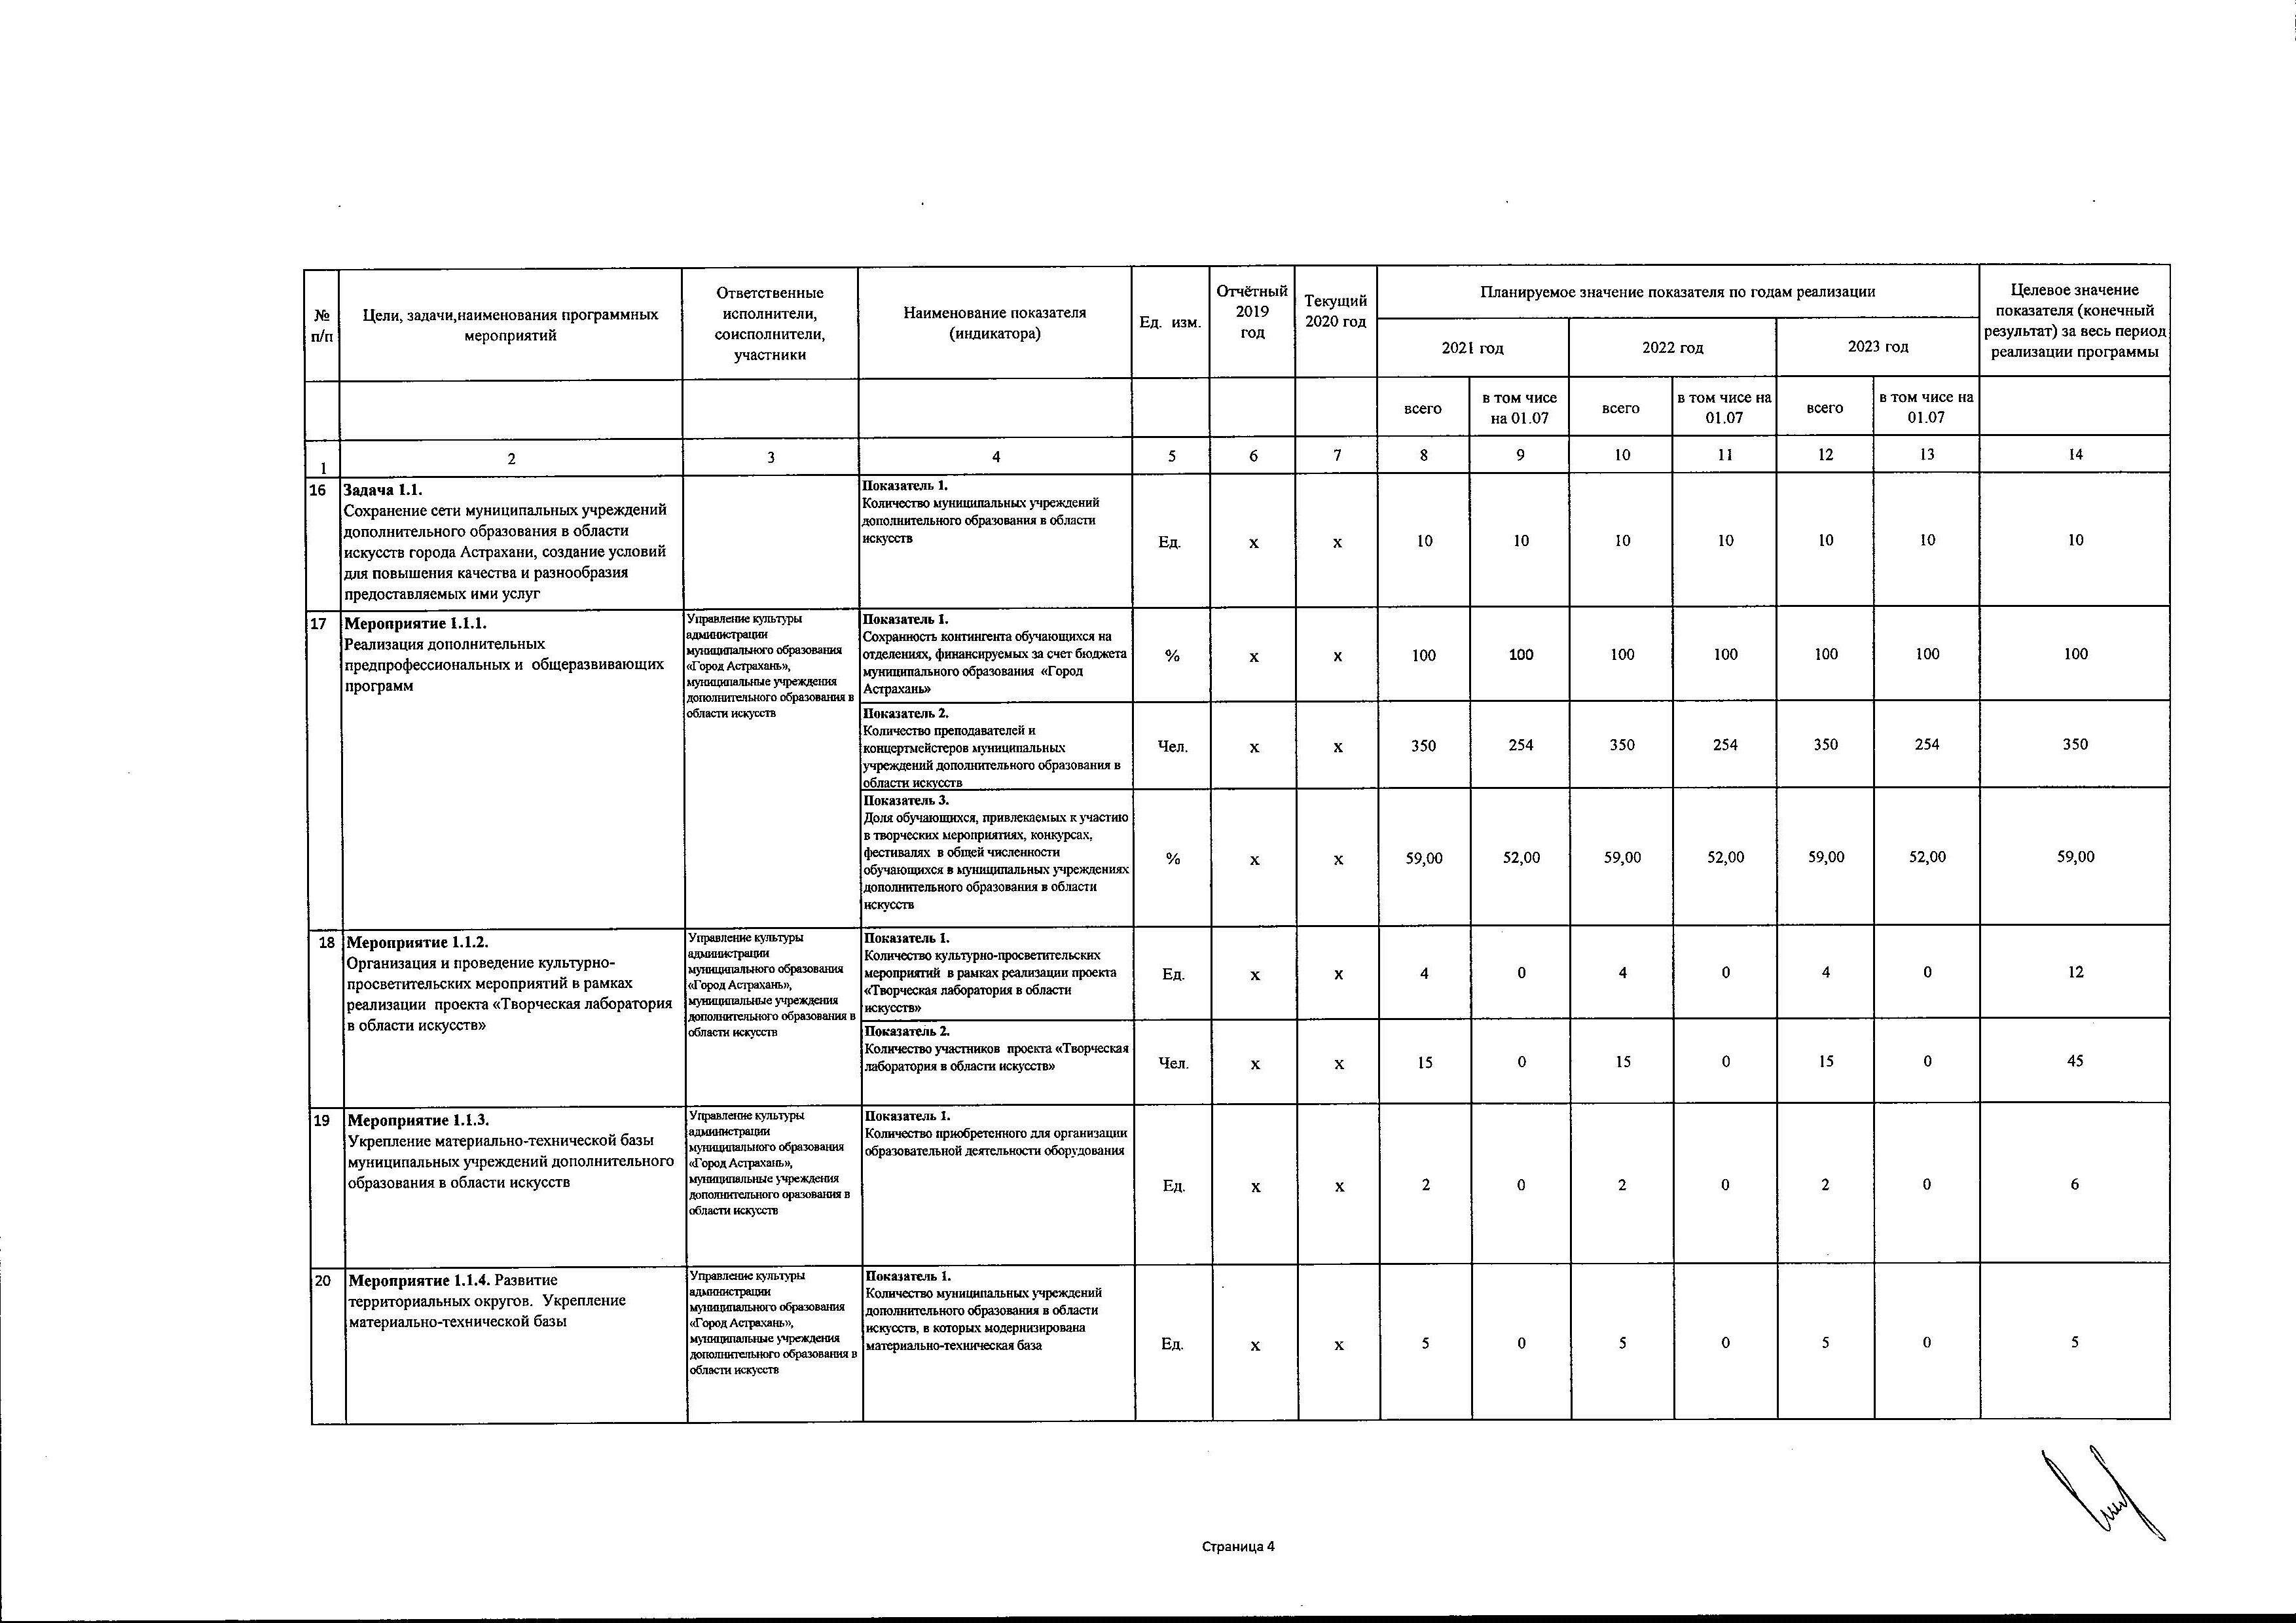 №
п/п
Цели, задачи,наименования программных
мероприятий
Ответственные
исполнители,
соисполнители,
участники
Наименование показателя
(индикатора)
Ед. изм.
Отчётный
2019
год
Текущий
2020 год
Планируемое значение показателя по годам реализации
2021 год
2022 год
2023 год
Целевое значение
показателя (конечный
результат) за весь период
реализации программы
всего
в том чисе
на 01.07
всего
в том чисе на
01.07
всего
в том чисе на
01.07
1 2 3 4 5 6 7 8 9 10 11 12 13 14
16
Задача 1.1.
Сохранение сети муниципальных учреждений
дополнительного образования в области
искусств города Астрахани, создание условий
для повышения качества и разнообразия
предоставляемых ими услуг
Показатель 1.
Количество муниципальных учреждений
дополнительного образования в области
искусств
Ед. х х 10 10 10 10 10 10 10
17
Мероприятие 1.1.1.
Реализация дополнительных
предпрофессиональных и общеразвивающих
программ
Управление культуры
администрации
муниципального образования
«Город Астрахань»,
муниципальные учреждения
дополнительного образования в
области искусств
Показатель 1.
Сохранность контингента обучающихся на
отделениях, финансируемых за счет бюджета
муниципального образования «Город
Астрахань»
% х х 100 100 100 100 100 100 100
Показатель 2.
Количество преподавателей и
концертмейстеров муниципальных
учреждений дополнительного образования в
области искусств
Чел. х х 350 254 350 254 350 254 350
Показатель 3.
Доля обучающихся, привлекаемых к участию
в творческих мероприятиях, конкурсах,
фестивалях в общей численности
обучающихся в муниципальных учреждениях
дополнительного образования в области
искусств
% х х 59,00 52,00 59,00 52,00 59,00 52,00 59,00
18
Мероприятие 1.1.2.
Организация и проведение культурно-
просветительских мероприятий в рамках
реализации проекта «Творческая лаборатория
в области искусств»
Управление культуры
администрации
муниципального образования
«Город Астрахань»,
муниципальные учреждения
дополнительного образования в
области искусств
Показатель 1.
Количество культурно-просветительских
мероприятий в рамках реализации проекта
«Творческая лаборатория в области
искусств»
Ед. х х 4 0 4 0 4 0 12
Показатель 2.
Количество участников проекта «Творческая
лаборатория в области искусств»
Чел. х х 15 0 15 0 15 0 45
19
Мероприятие 1.1.3.
Укрепление материально-технической базы
муниципальных учреждений дополнительного
образования в области искусств
Управление культуры
администрации
муниципального образования
«Город Астрахань»,
муниципальные учреждения
дополнительного оразования в
области искусств
Показатель 1.
Количество приобретенного для организации
образовательной деятельности оборудования
Ед. х х 2 0 2 0 2 0 6
20
Мероприятие 1.1.4. Развитие
территориальных округов. Укрепление
материально-технической базы
Управление культуры
администрации
муниципального образования
«Город Астрахань»,
муниципальные учреждения
дополнительного образования в
области искусств
Показатель 1.
Количество муниципальных учреждений
дополнительного образования в области
искусств, в которых модернизирована
материально-техническая база
Ед. х х 5 0 5 0 5 0 5
Страница 4